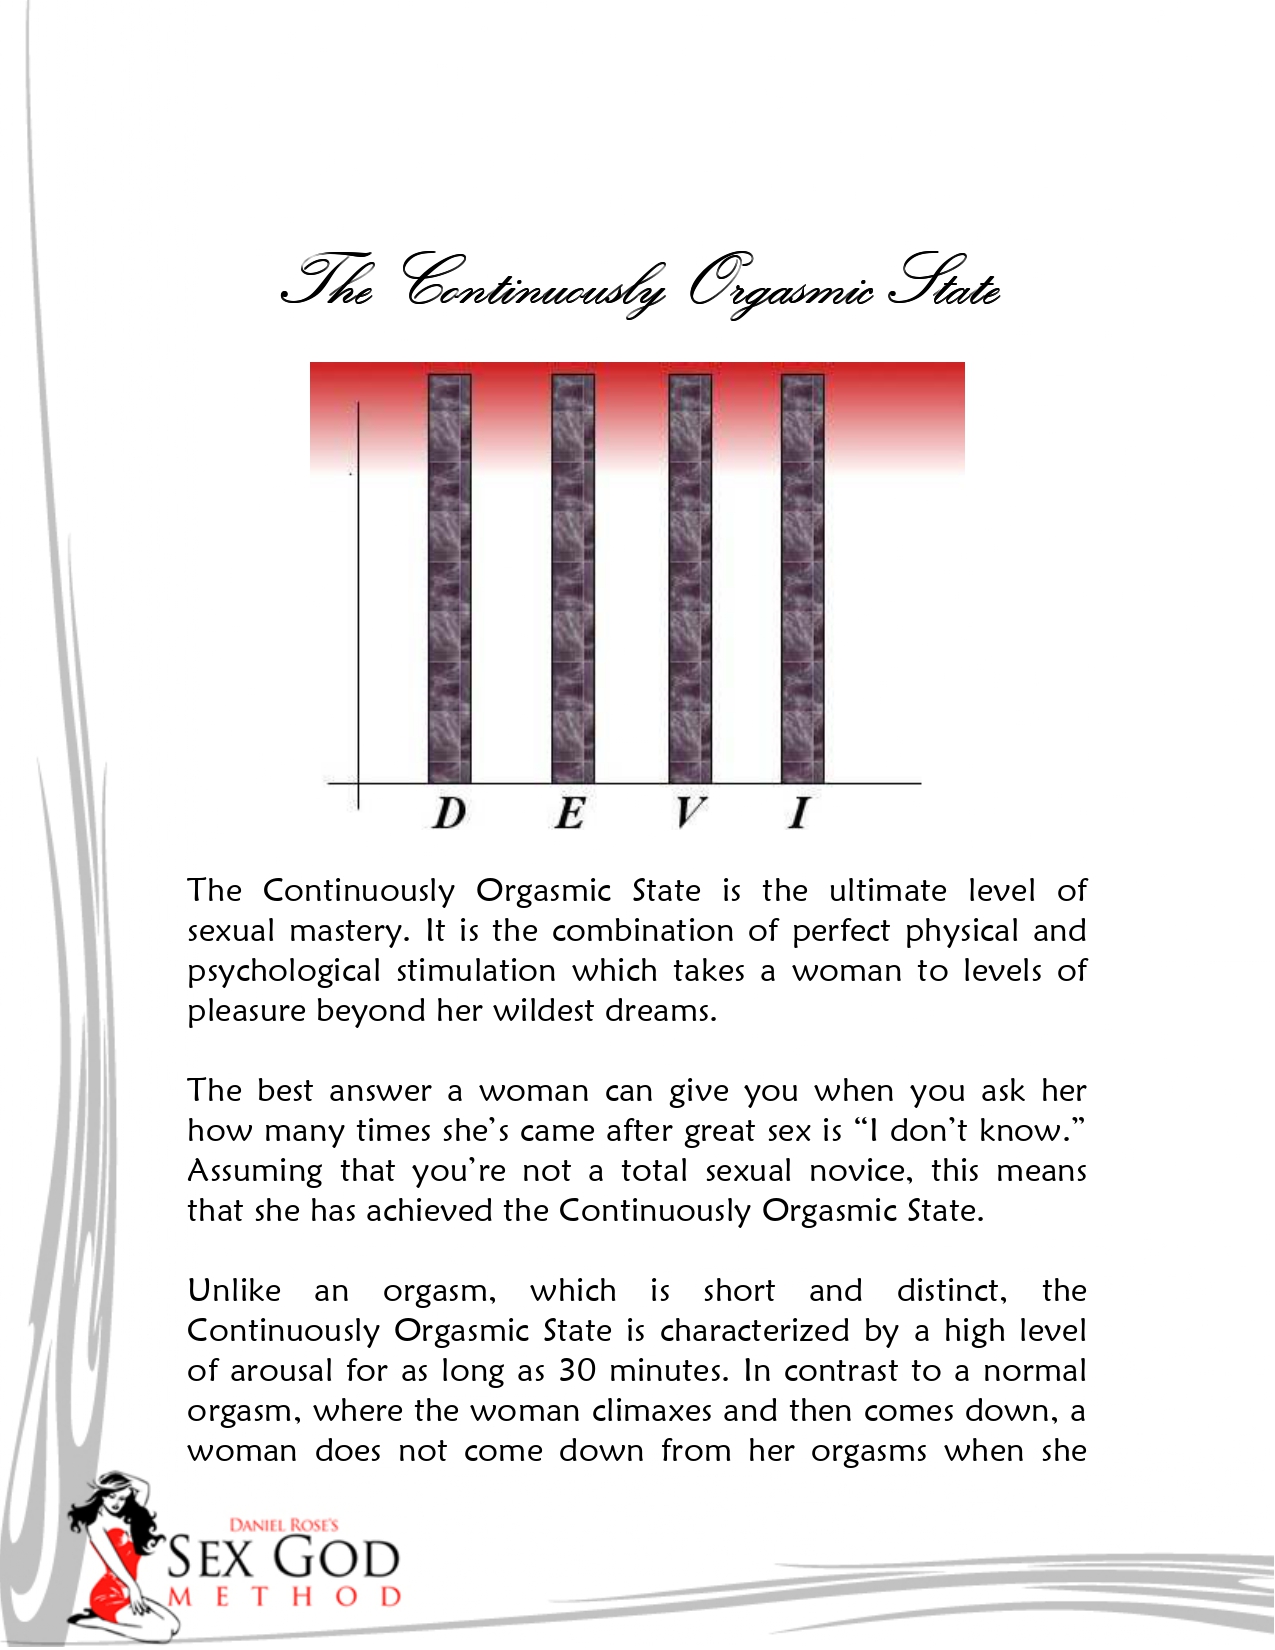 The Continuously Orgasmic State
D E V I
The Continuously Orgasmic State is the ultimate level of
sexual mastery. It is the combination of perfect physical and
psychological stimulation which takes a woman to levels of
pleasure beyond her wildest dreams.
The best answer a woman can give you when you ask her
how many times she's came after great sex is “I don't know.”
Assuming that you're not a total sexual novice, this means
that she has achieved the Continuously Orgasmic State.
Unlike an orgasm, which is short and distinct, the
Continuously Orgasmic State is characterized by a high level
of arousal for as long as 30 minutes. In contrast to a normal
orgasm, where the woman climaxes and then comes down, a
woman does not come down from her orgasms when she
DANIEL ROSE'S
SEX GOD
METHOD